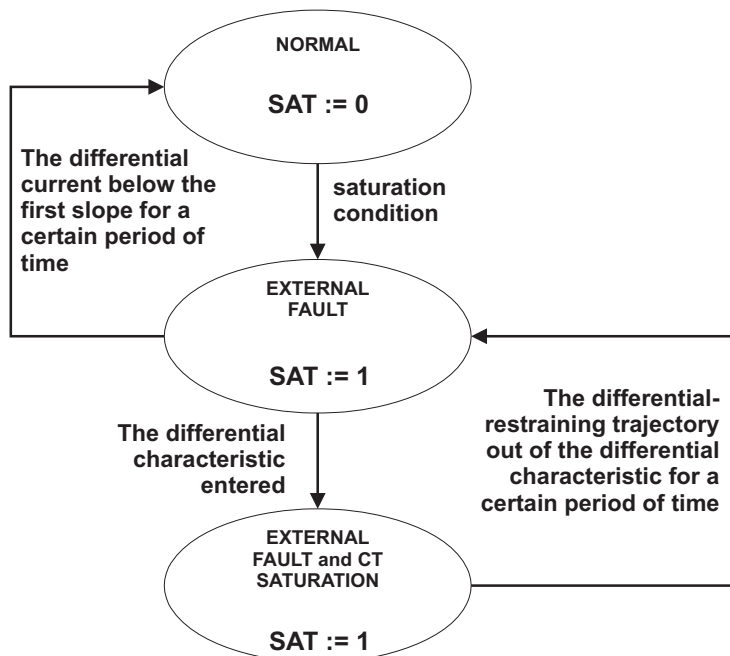 NORMAL
SAT := 0
The differential
current below the
first slope for a
certain period of
time
saturation
condition
EXTERNAL
FAULT
SAT := 1
The differential
characteristic
entered
The differential-
restraining trajectory
out of the differential
characteristic for a
certain period of time
EXTERNAL
FAULT and CT
SATURATION
SAT := 1